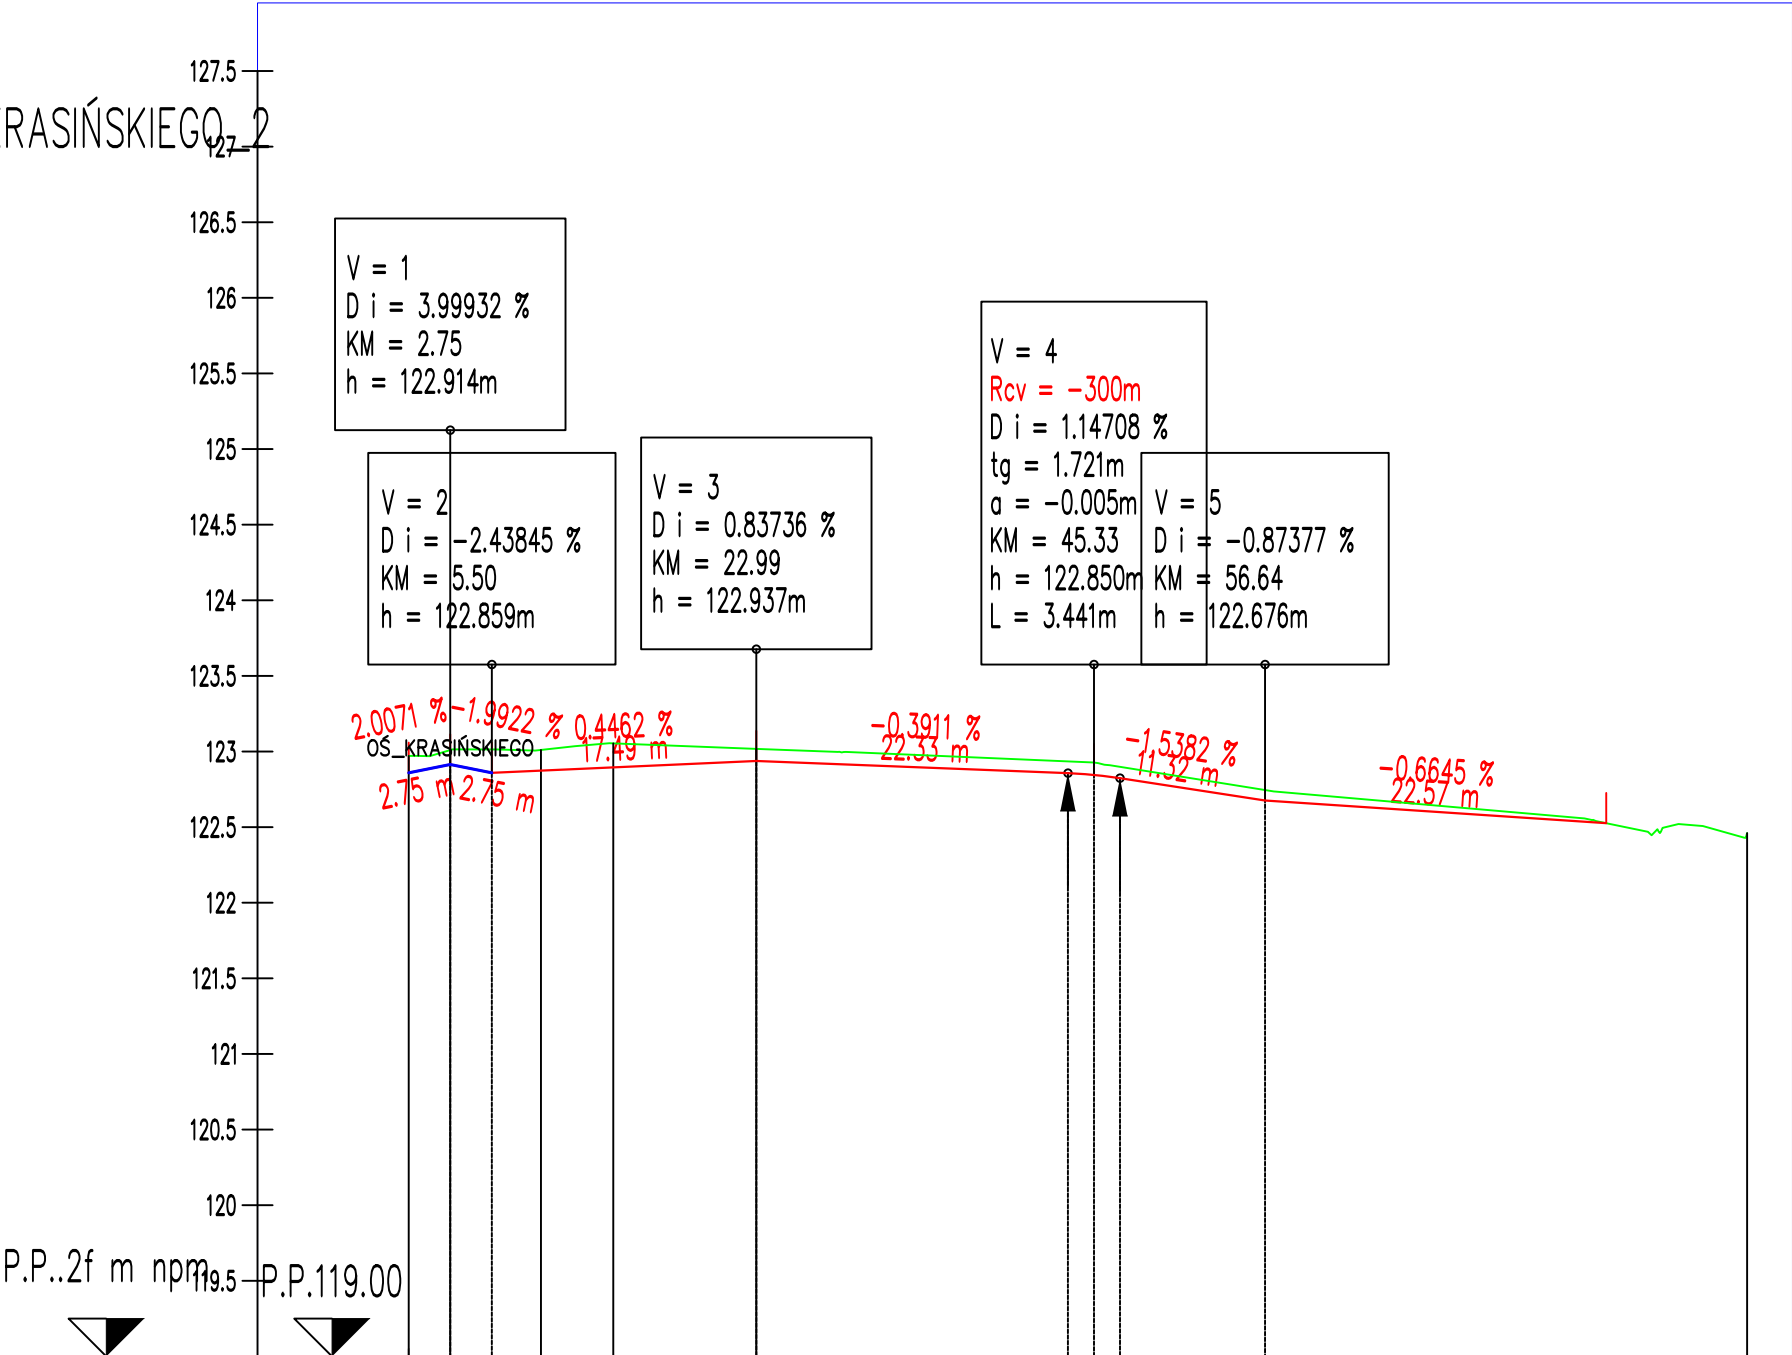 127.5
RASIŃSKIEGO_2
127
126.5
126
125.5
125
124.5
124
123.5
123
122.5
122
121.5
121
120.5
120
119.5
V = 1
D i = 3.99932 %
KM = 2.75
h = 122.914m
V = 2
D i = -2.43845 %
KM = 5.50
h = 122.859m
V = 3
D i = 0.83736 %
KM = 22.99
h = 122.937m
V = 4
Rcv = -300m
D i = 1.14708 %
tg = 1.721m
a = -0.005m
KM = 45.33
h = 122.850m
L = 3.441m
V = 5
D i = -0.87377 %
KM = 56.64
h = 122.676m
2.0071 %
2.75 m
-1.9922 %
2.75 m
OŚ_KRASIŃSKIEGO
0.4462 %
17.49 m
-0.3911 %
22.33 m
-1.5382 %
11.32 m
-0.6645 %
22.57 m
P.P..2f m npm
P.P.119.00